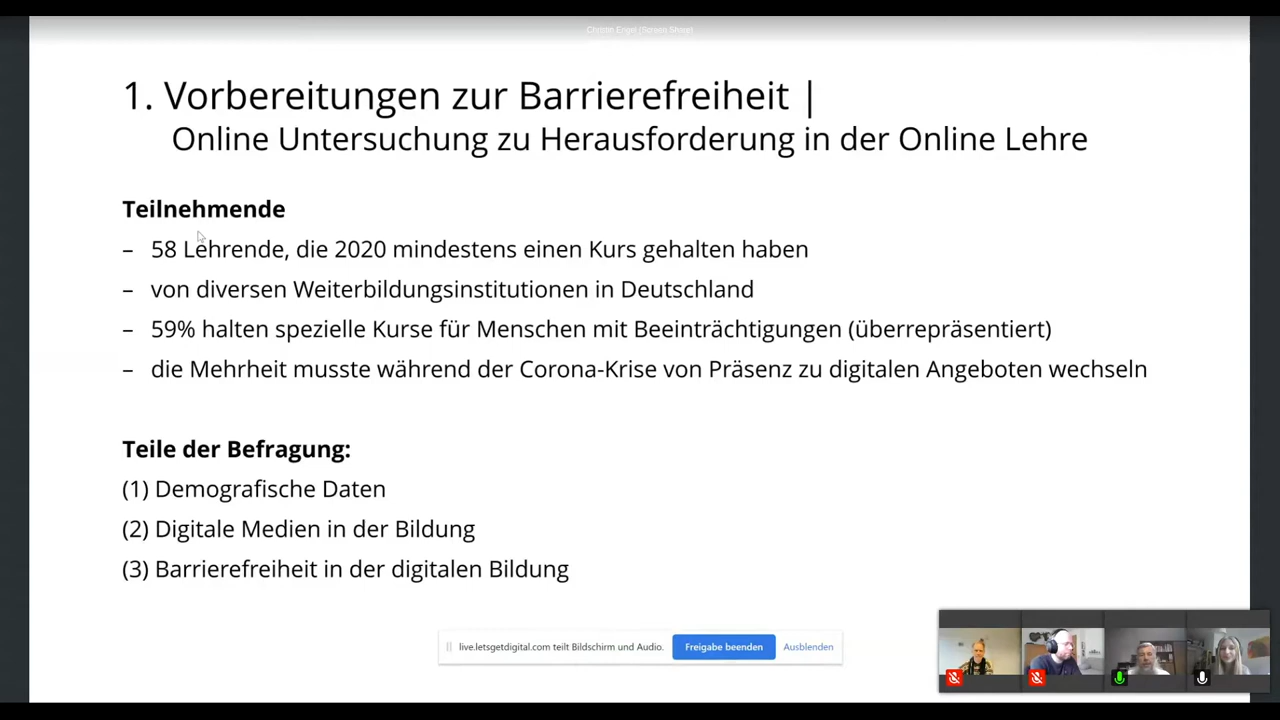 Christin Engel (Screen Share)
1. Vorbereitungen zur Barrierefreiheit |
Online Untersuchung zu Herausforderung in der Online Lehre
Teilnehmende
– 58 Lehrende, die 2020 mindestens einen Kurs gehalten haben
– von diversen Weiterbildungsinstitutionen in Deutschland
– 59% halten spezielle Kurse für Menschen mit Beeinträchtigungen (überrepräsentiert)
– die Mehrheit musste während der Corona-Krise von Präsenz zu digitalen Angeboten wechseln
Teile der Befragung:
(1) Demografische Daten
(2) Digitale Medien in der Bildung
(3) Barrierefreiheit in der digitalen Bildung
live.letsgetdigital.com teilt Bildschirm und Audio. Freigabe beenden Ausblenden